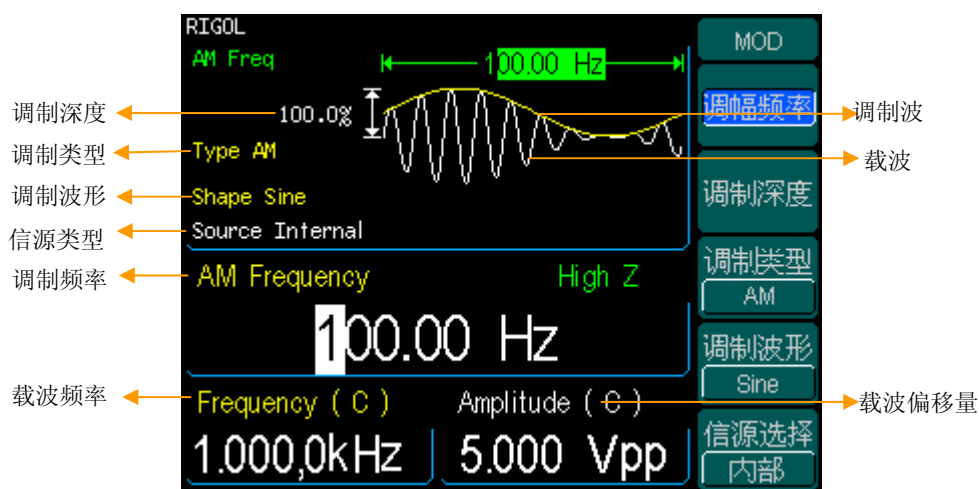 RIGOL
AM Freq
100.00 Hz
100.0%
Type AM
Shape Sine
Source Internal
AM Frequency
High Z
100.00 Hz
Frequency ( C )
Amplitude ( C )
1.000,0kHz
5.000 Vpp
MOD
调幅频率
调制深度
调制类型
AM
调制波形
Sine
信源选择
内部
调制深度
调制类型
调制波形
信源类型
调制频率
载波频率
调制波
载波
载波偏移量